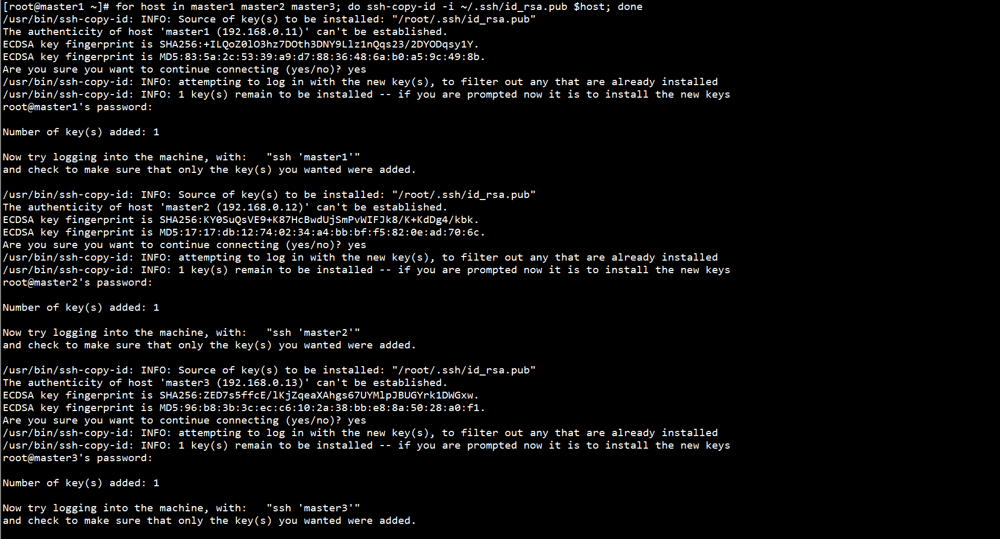 [root@master1 ~]# for host in master1 master2 master3; do ssh-copy-id -i ~/.ssh/id_rsa.pub $host; done
/usr/bin/ssh-copy-id: INFO: Source of key(s) to be installed: "/root/.ssh/id_rsa.pub"
The authenticity of host 'master1 (192.168.0.11)' can't be established.
ECDSA key fingerprint is SHA256:+ILQoZ0lO3hz7DOth3DNY9Llz1nQqs23/2DYODqsy1Y.
ECDSA key fingerprint is MD5:83:5a:2c:53:39:a9:d7:88:36:48:6a:b0:a5:9c:49:8b.
Are you sure you want to continue connecting (yes/no)? yes
/usr/bin/ssh-copy-id: INFO: attempting to log in with the new key(s), to filter out any that are already installed
/usr/bin/ssh-copy-id: INFO: 1 key(s) remain to be installed -- if you are prompted now it is to install the new keys
root@master1's password:
Number of key(s) added: 1
Now try logging into the machine, with:   "ssh 'master1'"
and check to make sure that only the key(s) you wanted were added.
/usr/bin/ssh-copy-id: INFO: Source of key(s) to be installed: "/root/.ssh/id_rsa.pub"
The authenticity of host 'master2 (192.168.0.12)' can't be established.
ECDSA key fingerprint is SHA256:KY0SuQsVE9+K87HcBwdUjSmPvWIFJk8/K+KdDg4/kbk.
ECDSA key fingerprint is MD5:17:17:db:12:74:02:34:a4:bb:bf:f5:82:0e:ad:70:6c.
Are you sure you want to continue connecting (yes/no)? yes
/usr/bin/ssh-copy-id: INFO: attempting to log in with the new key(s), to filter out any that are already installed
/usr/bin/ssh-copy-id: INFO: 1 key(s) remain to be installed -- if you are prompted now it is to install the new keys
root@master2's password:
Number of key(s) added: 1
Now try logging into the machine, with:   "ssh 'master2'"
and check to make sure that only the key(s) you wanted were added.
/usr/bin/ssh-copy-id: INFO: Source of key(s) to be installed: "/root/.ssh/id_rsa.pub"
The authenticity of host 'master3 (192.168.0.13)' can't be established.
ECDSA key fingerprint is SHA256:ZED7s5ffcE/lKjZqeaXAhgs67UYMlpJBUGYrk1DWGxw.
ECDSA key fingerprint is MD5:96:b8:3b:3c:ec:c6:10:2a:38:bb:e8:8a:50:28:a0:f1.
Are you sure you want to continue connecting (yes/no)? yes
/usr/bin/ssh-copy-id: INFO: attempting to log in with the new key(s), to filter out any that are already installed
/usr/bin/ssh-copy-id: INFO: 1 key(s) remain to be installed -- if you are prompted now it is to install the new keys
root@master3's password:
Number of key(s) added: 1
Now try logging into the machine, with:   "ssh 'master3'"
and check to make sure that only the key(s) you wanted were added.